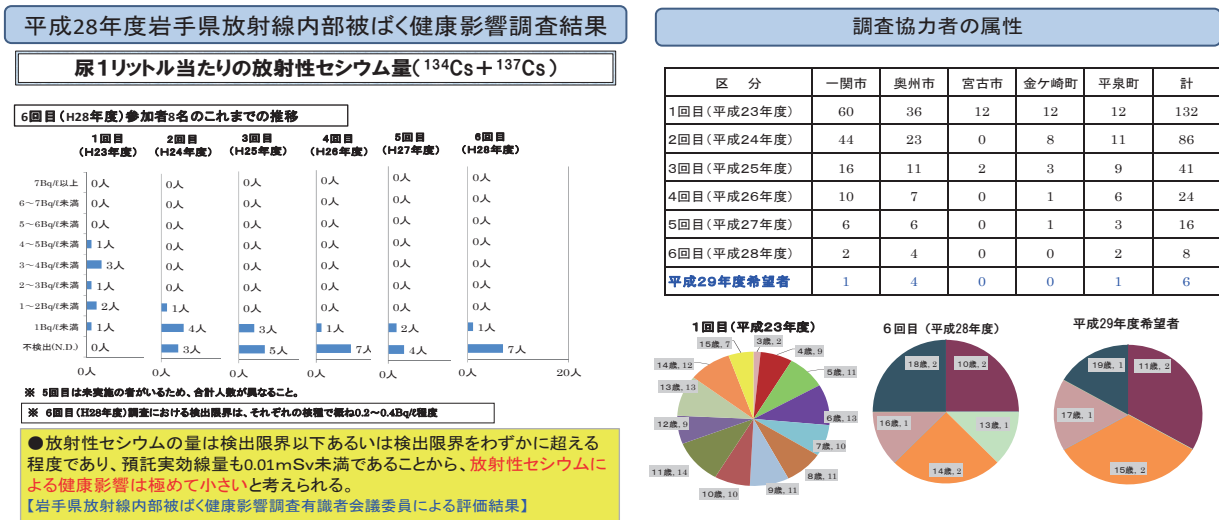 平成28年度岩手県放射線内部被ばく健康影響調査結果
尿1リットル当たりの放射性セシウム量(¹³⁴Cs+¹³⁷Cs)
6回目(H28年度)参加者8名のこれまでの推移
1回目 2回目 3回目 4回目 5回目 6回目
(H23年度) (H24年度) (H25年度) (H26年度) (H27年度) (H28年度)
7Bq/ℓ以上 0人 0人 0人 0人 0人 0人
6~7Bq/ℓ未満 0人 0人 0人 0人 0人 0人
5~6Bq/ℓ未満 0人 0人 0人 0人 0人 0人
4~5Bq/ℓ未満 1人 0人 0人 0人 0人 0人
3~4Bq/ℓ未満 3人 0人 0人 0人 0人 0人
2~3Bq/ℓ未満 1人 0人 0人 0人 0人 0人
1~2Bq/ℓ未満 2人 1人 0人 0人 0人 0人
1Bq/ℓ未満 1人 4人 3人 1人 2人 1人
不検出(N.D.) 0人 3人 5人 7人 4人 7人
0人 0人 0人 0人 0人 0人 20人
※ 5回目は未実施の者がいるため、合計人数が異なること。
※ 6回目(H28年度)調査における検出限界は、それぞれの核種で概ね0.2~0.4Bq/ℓ程度
●放射性セシウムの量は検出限界以下あるいは検出限界をわずかに超える
程度であり、預託実効線量も0.01mSv未満であることから、放射性セシウムに
よる健康影響は極めて小さいと考えられる。
【岩手県放射線内部被ばく健康影響調査有識者会議委員による評価結果】
調査協力者の属性
区 分 一関市 奥州市 宮古市 金ケ崎町 平泉町 計
1回目(平成23年度) 60 36 12 12 12 132
2回目(平成24年度) 44 23 0 8 11 86
3回目(平成25年度) 16 11 2 3 9 41
4回目(平成26年度) 10 7 0 1 6 24
5回目(平成27年度) 6 6 0 1 3 16
6回目(平成28年度) 2 4 0 0 2 8
平成29年度希望者 1 4 0 0 1 6
1回目(平成23年度)
3歳, 2
4歳, 9
5歳, 11
6歳, 13
7歳, 10
8歳, 11
9歳, 11
10歳, 10
11歳, 14
12歳, 9
13歳, 13
14歳, 12
15歳, 7
6回目(平成28年度)
10歳, 2
13歳, 1
14歳, 2
16歳, 1
18歳, 2
平成29年度希望者
11歳, 2
15歳, 2
17歳, 1
19歳, 1